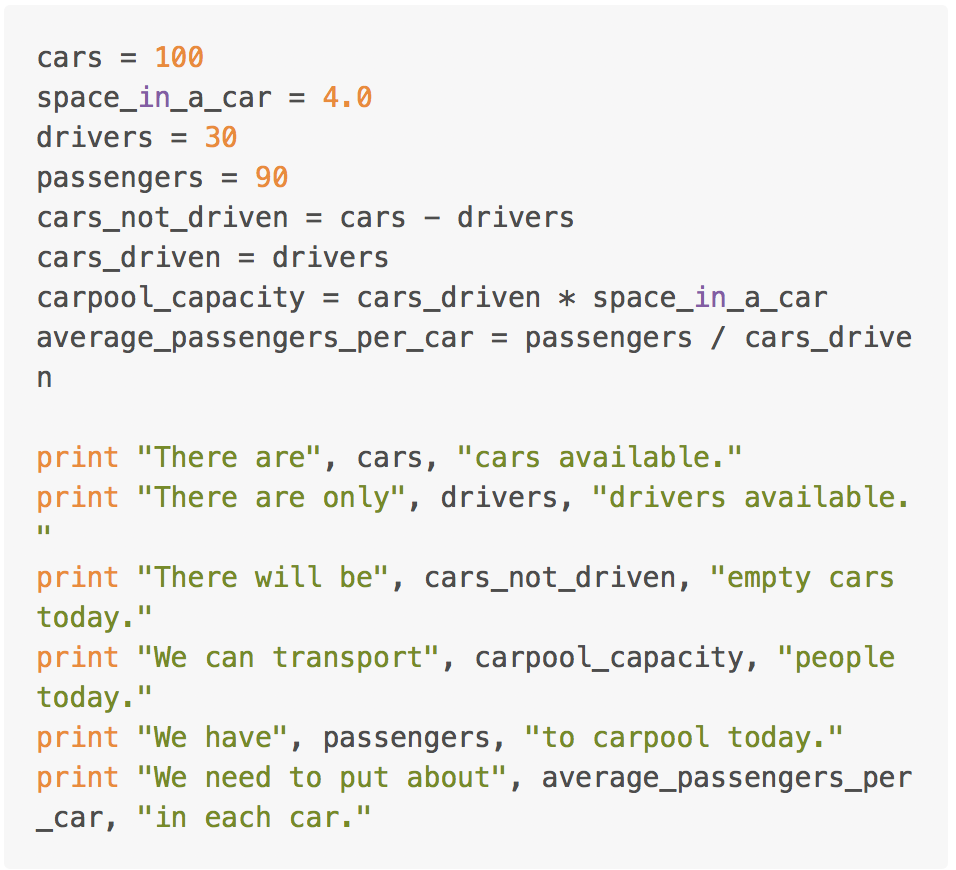 cars = 100
space_in_a_car = 4.0
drivers = 30
passengers = 90
cars_not_driven = cars - drivers
cars_driven = drivers
carpool_capacity = cars_driven * space_in_a_car
average_passengers_per_car = passengers / cars_drive
n

print "There are", cars, "cars available."
print "There are only", drivers, "drivers available.
"
print "There will be", cars_not_driven, "empty cars
today."
print "We can transport", carpool_capacity, "people
today."
print "We have", passengers, "to carpool today."
print "We need to put about", average_passengers_per
_car, "in each car."